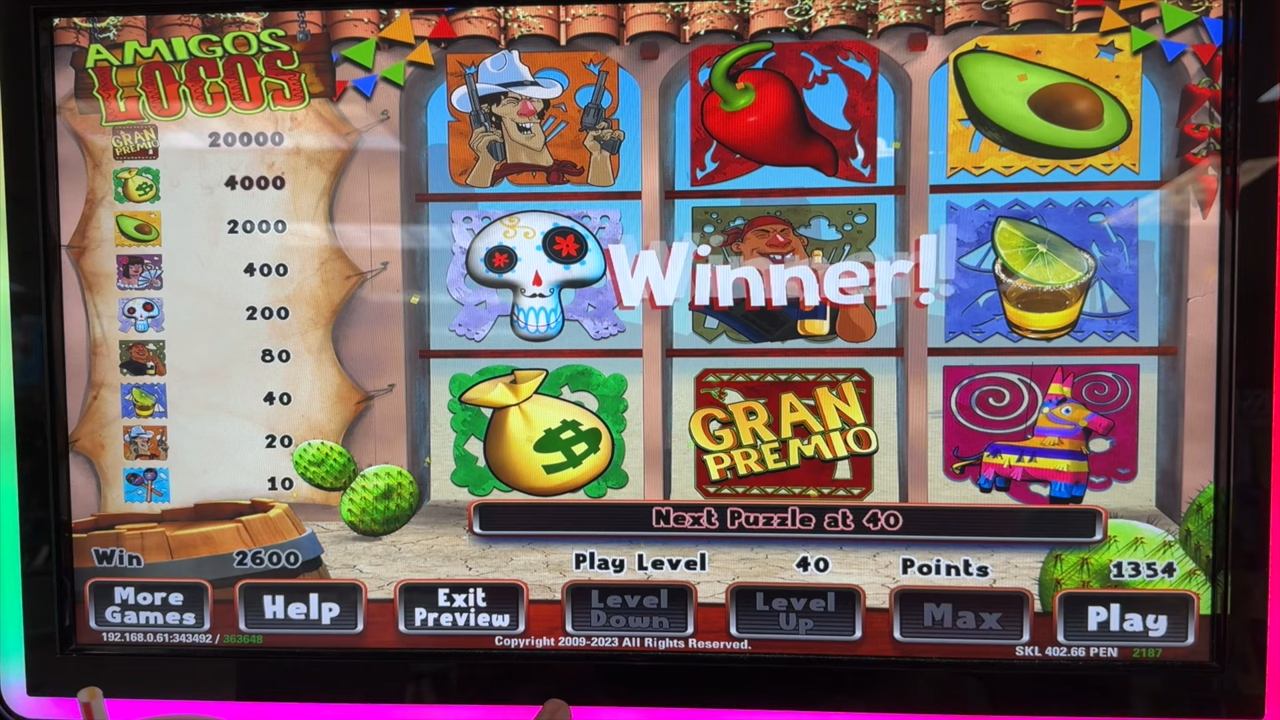 AMIGOS
LOCOS
GRAN
PREMIO
20000
4000
2000
400
200
80
40
20
10
Winner!
GRAN
PREMIO
Next Puzzle at 40
Win 2600 Play Level 40 Points 1354
More
Games
Help
Exit
Preview
Level
Down
Level
Up
Max
Play
192.168.0.61:343492 / 363648
Copyright 2009-2023 All Rights Reserved.
SKL 402.66 PEN 2187